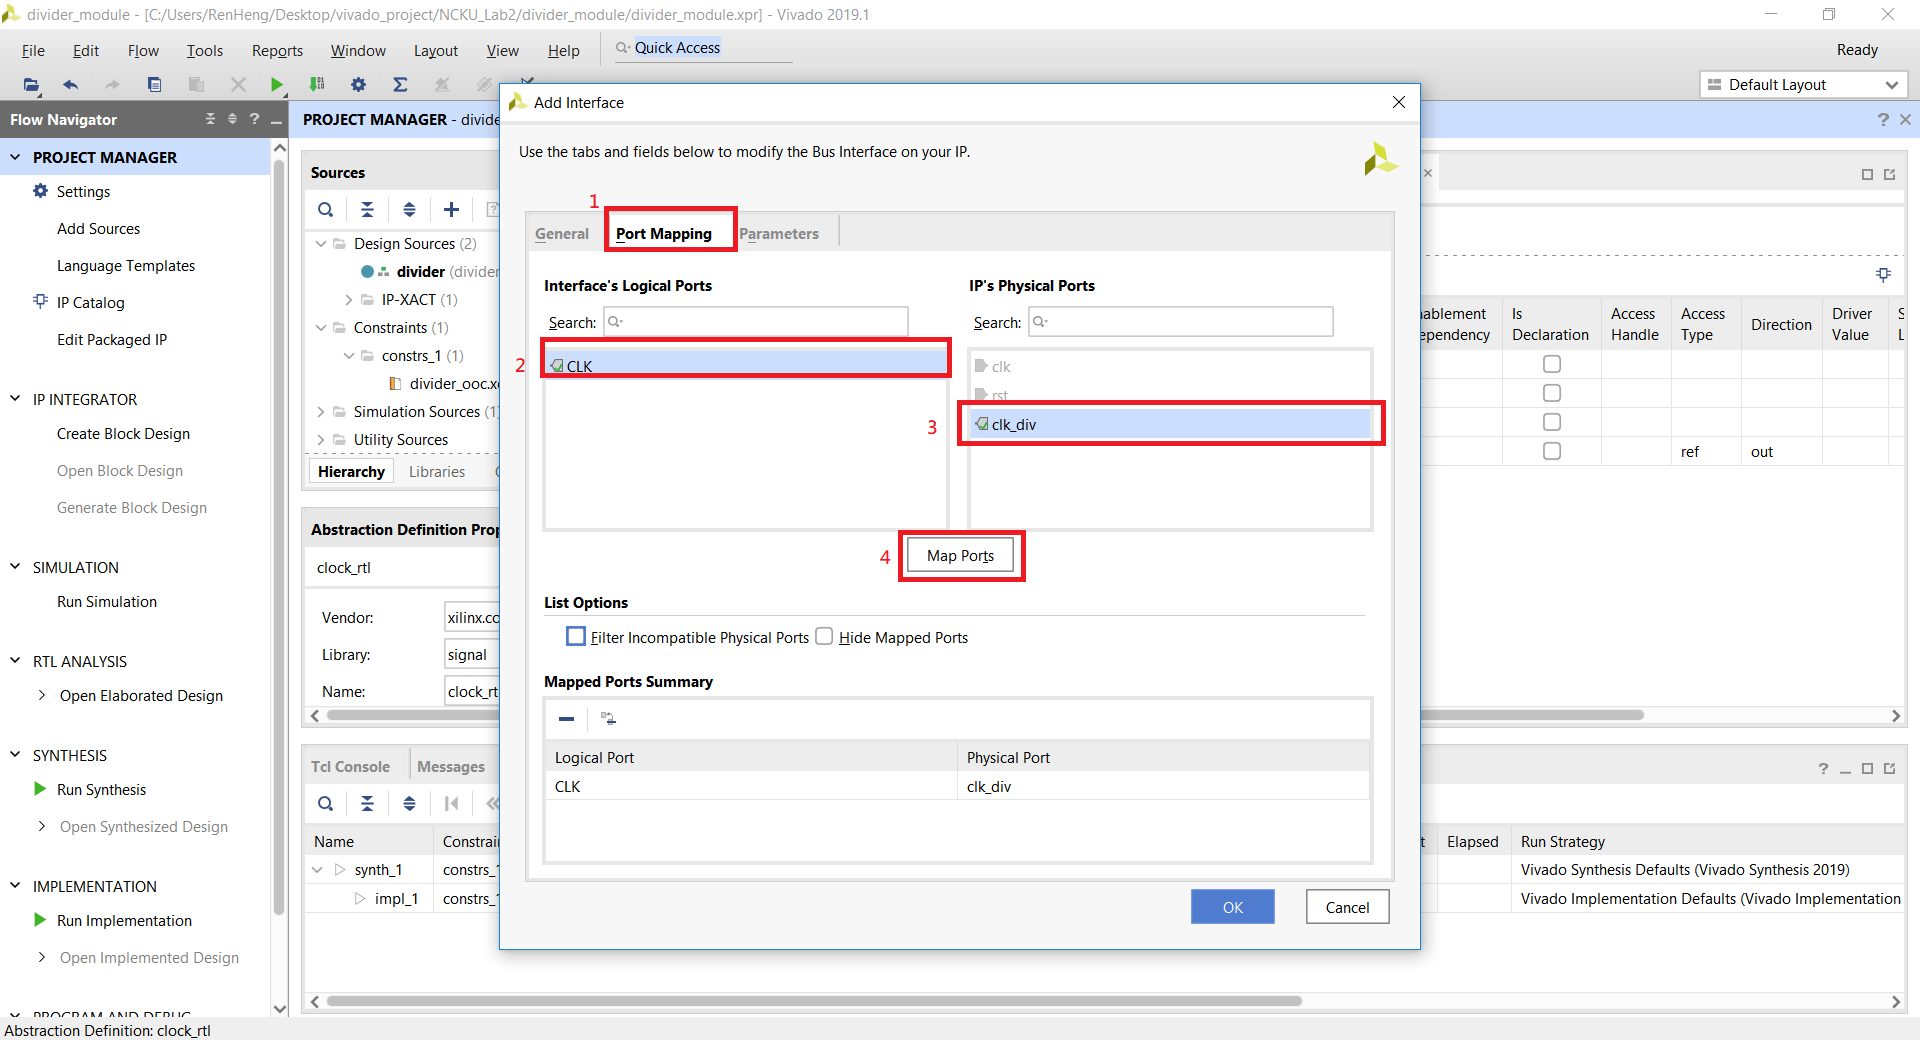 divider_module - [C:/Users/RenHeng/Desktop/vivado_project/NCKU_Lab2/divider_module/divider_module.xpr] - Vivado 2019.1
File Edit Flow Tools Reports Window Layout View Help Quick Access Ready
Default Layout
Flow Navigator
PROJECT MANAGER
Settings
Add Sources
Language Templates
IP Catalog
Edit Packaged IP
IP INTEGRATOR
Create Block Design
Open Block Design
Generate Block Design
SIMULATION
Run Simulation
RTL ANALYSIS
Open Elaborated Design
SYNTHESIS
Run Synthesis
Open Synthesized Design
IMPLEMENTATION
Run Implementation
Open Implemented Design
PROGRAM AND DEBUG
Abstraction Definition: clock_rtl
PROJECT MANAGER - divide
Sources
Design Sources (2)
divider (divider
IP-XACT (1)
Constraints (1)
constrs_1 (1)
divider_ooc.x
Simulation Sources (1
Utility Sources
Hierarchy Libraries
Abstraction Definition Prop
clock_rtl
Vendor: xilinx.co
Library: signal
Name: clock_rt
Tcl Console Messages
Name Constrai
synth_1 constrs_1
impl_1 constrs_1
Add Interface
Use the tabs and fields below to modify the Bus Interface on your IP.
1
General Port Mapping Parameters
Interface's Logical Ports
Search:
2
CLK
IP's Physical Ports
Search:
clk
rst
3
clk_div
4
Map Ports
List Options
Filter Incompatible Physical Ports Hide Mapped Ports
Mapped Ports Summary
Logical Port Physical Port
CLK clk_div
OK Cancel
ablement Is Access Access Direction Driver S
ependency Declaration Handle Type Value L
ref out
t Elapsed Run Strategy
Vivado Synthesis Defaults (Vivado Synthesis 2019)
Vivado Implementation Defaults (Vivado Implementation